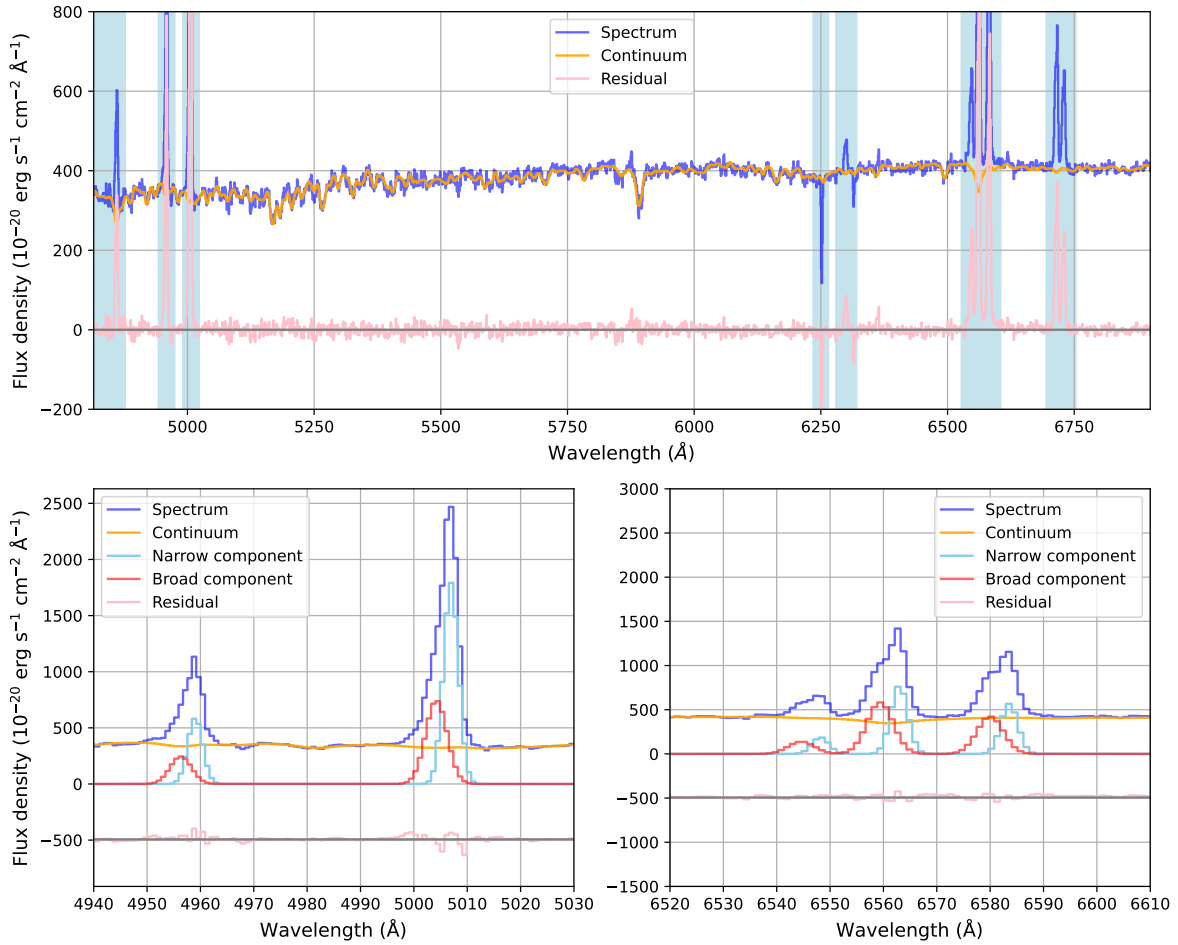 800
600
400
200
0
−200
Flux density (10⁻²⁰ erg s⁻¹ cm⁻² Å⁻¹)
Spectrum
Continuum
Residual
5000 5250 5500 5750 6000 6250 6500 6750
Wavelength (Å)
2500
2000
1500
1000
500
0
−500
Flux density (10⁻²⁰ erg s⁻¹ cm⁻² Å⁻¹)
Spectrum
Continuum
Narrow component
Broad component
Residual
4940 4950 4960 4970 4980 4990 5000 5010 5020 5030
Wavelength (Å)
3000
2500
2000
1500
1000
500
0
−500
−1000
−1500
Spectrum
Continuum
Narrow component
Broad component
Residual
6520 6530 6540 6550 6560 6570 6580 6590 6600 6610
Wavelength (Å)